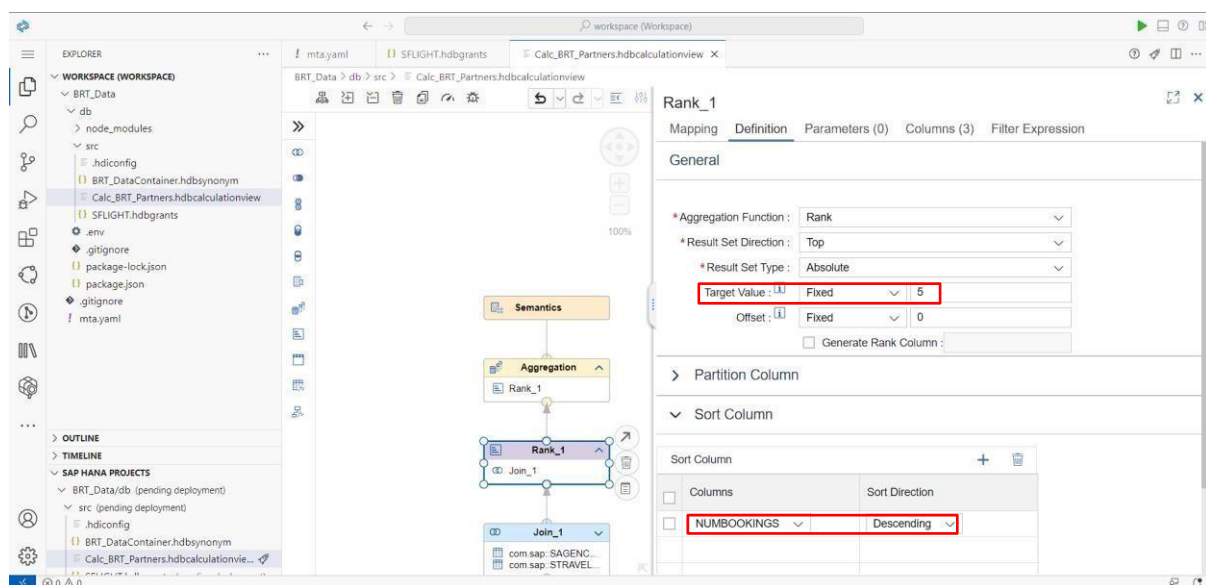 workspace (Workspace)
EXPLORER
mta.yaml
SFLIGHT.hdbgrants
Calc_BRT_Partners.hdbcalculationview
WORKSPACE (WORKSPACE)
BRT_Data
db
node_modules
src
.hdiconfig
BRT_DataContainer.hdbsynonym
Calc_BRT_Partners.hdbcalculationview
SFLIGHT.hdbgrants
.env
.gitignore
package-lock.json
package.json
.gitignore
mta.yaml
OUTLINE
TIMELINE
SAP HANA PROJECTS
BRT_Data/db (pending deployment)
src (pending deployment)
.hdiconfig
BRT_DataContainer.hdbsynonym
Calc_BRT_Partners.hdbcalculationvie...
0 0
BRT_Data > db > src > Calc_BRT_Partners.hdbcalculationview
100%
Semantics
Aggregation
Rank_1
Rank_1
Join_1
Join_1
com.sap: SAGENC...
com.sap: STRAVEL...
Rank_1
Mapping Definition Parameters (0) Columns (3) Filter Expression
General
*Aggregation Function : Rank
*Result Set Direction : Top
*Result Set Type : Absolute
Target Value : Fixed 5
Offset : Fixed 0
Generate Rank Column :
Partition Column
Sort Column
Sort Column
Columns Sort Direction
NUMBOOKINGS Descending